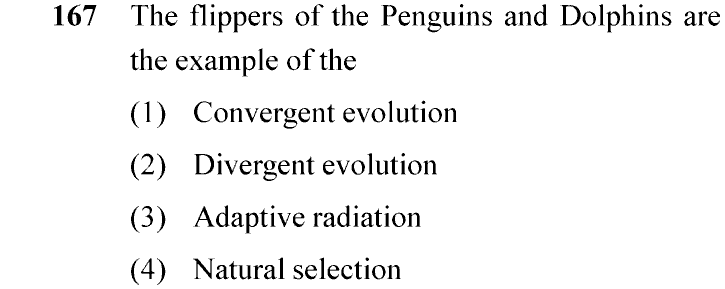 167 The flippers of the Penguins and Dolphins are
the example of the
(1) Convergent evolution
(2) Divergent evolution
(3) Adaptive radiation
(4) Natural selection